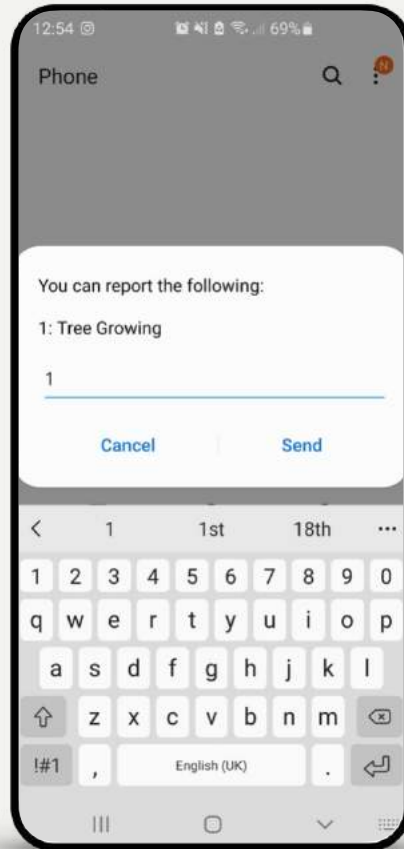 12:54 69%
Phone
N
You can report the following:
1: Tree Growing
1
Cancel Send
1 1st 18th
1 2 3 4 5 6 7 8 9 0
q w e r t y u i o p
a s d f g h j k l
z x c v b n m
!#1 , English (UK) .